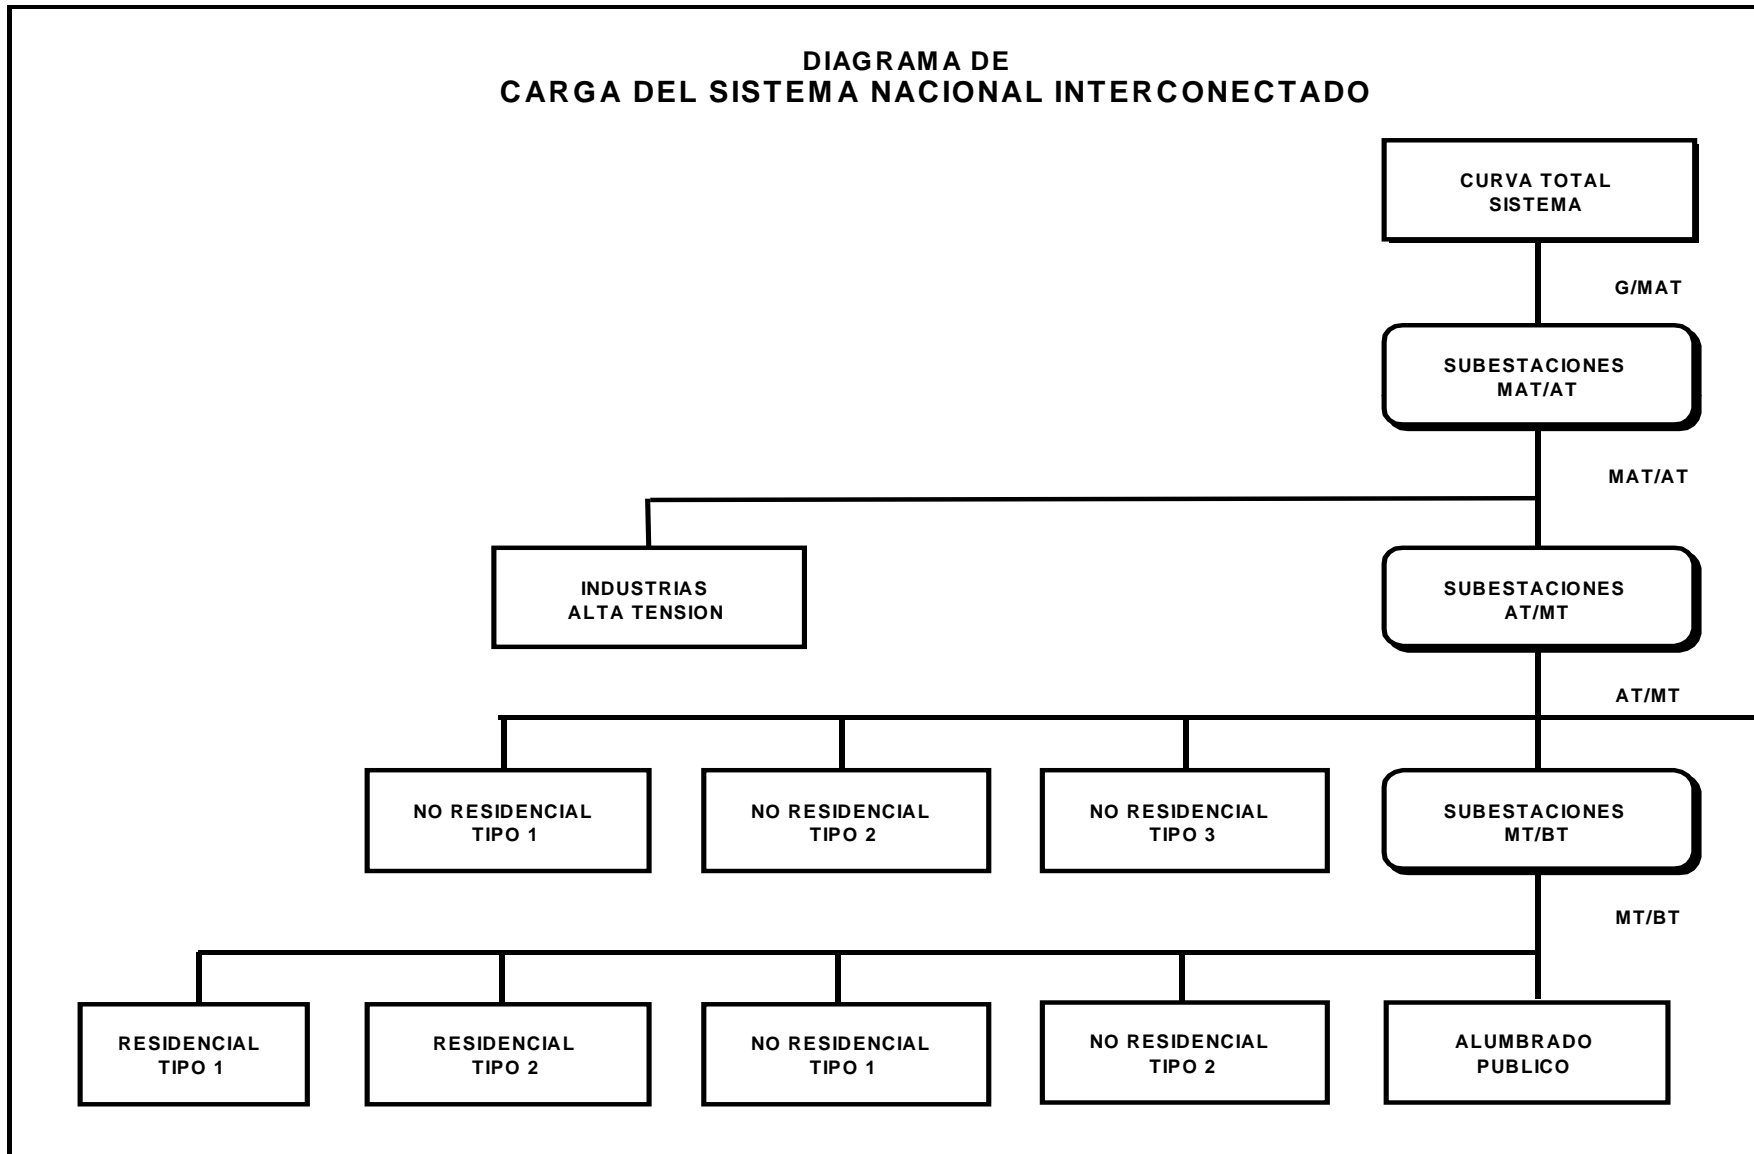 DIAGRAMA DE
CARGA DEL SISTEMA NACIONAL INTERCONECTADO
CURVA TOTAL
SISTEMA
G/MAT
SUBESTACIONES
MAT/AT
MAT/AT
INDUSTRIAS
ALTA TENSION
SUBESTACIONES
AT/MT
AT/MT
NO RESIDENCIAL
TIPO 1
NO RESIDENCIAL
TIPO 2
NO RESIDENCIAL
TIPO 3
SUBESTACIONES
MT/BT
MT/BT
RESIDENCIAL
TIPO 1
RESIDENCIAL
TIPO 2
NO RESIDENCIAL
TIPO 1
NO RESIDENCIAL
TIPO 2
ALUMBRADO
PUBLICO